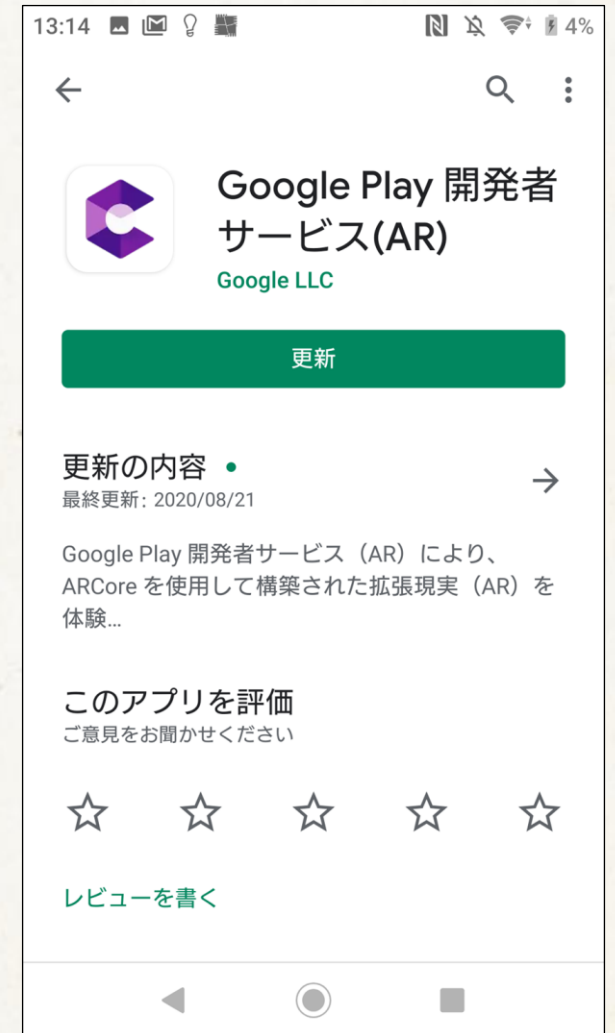 13:14
4%
Google Play 開発者
サービス(AR)
Google LLC
更新
更新の内容
最終更新: 2020/08/21
Google Play 開発者サービス（AR）により、
ARCore を使用して構築された拡張現実（AR）を
体験...
このアプリを評価
ご意見をお聞かせください
レビューを書く